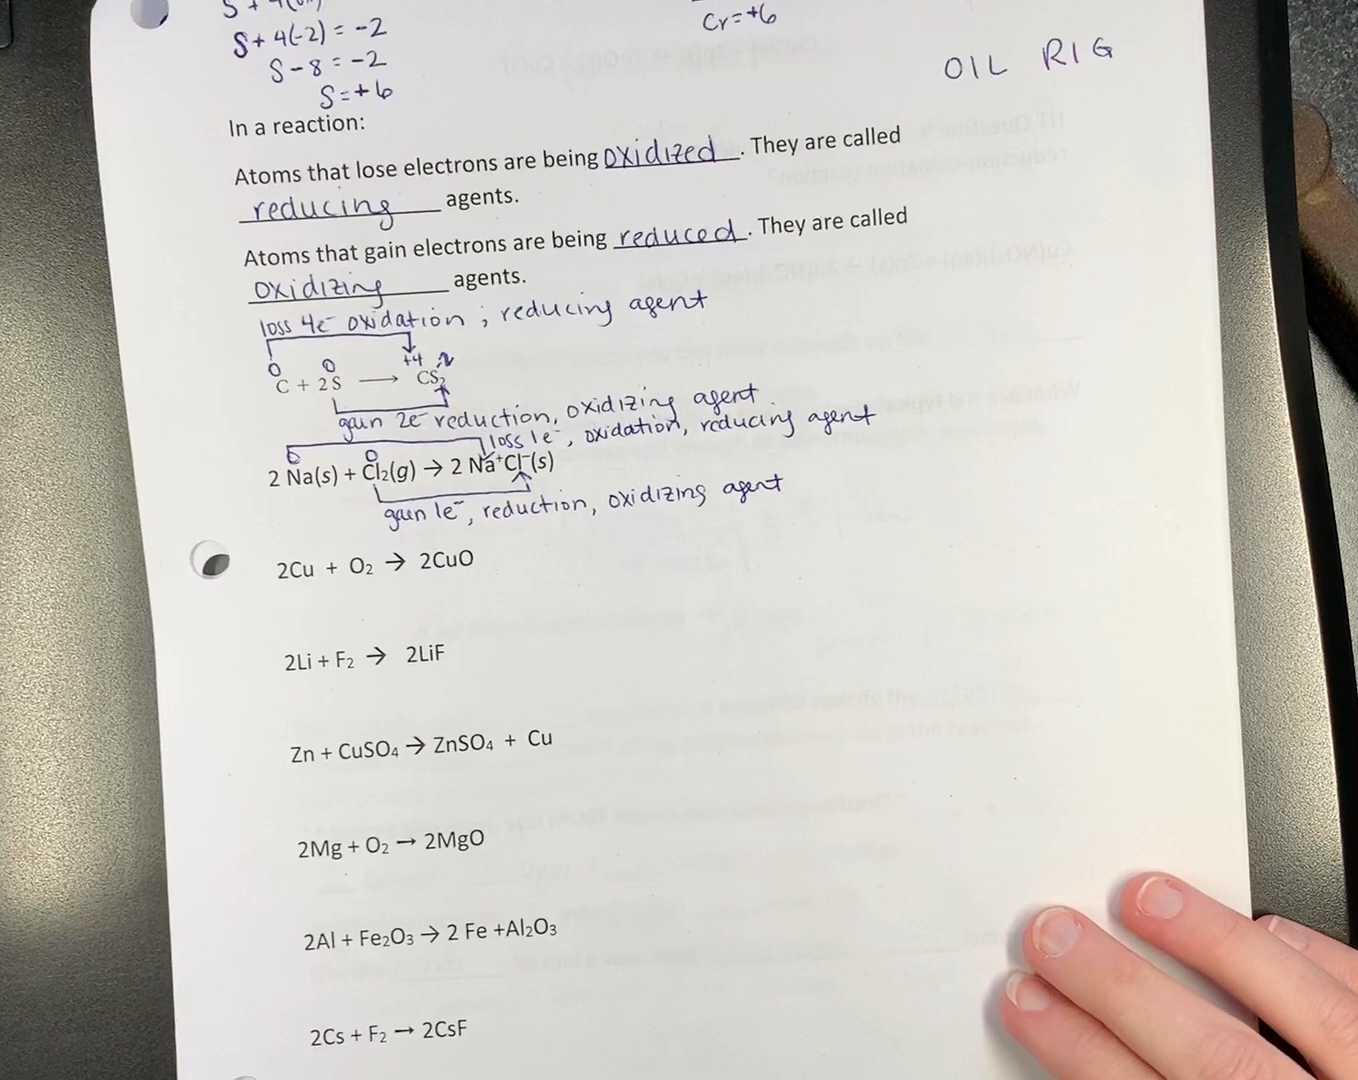 S + 4(-2) = -2
S - 8 = -2
S = +6
Cr = +6
OIL RIG
In a reaction:
Atoms that lose electrons are being oxidized. They are called
reducing agents.
Atoms that gain electrons are being reduced. They are called
oxidizing agents.
loss 4e⁻ oxidation ; reducing agent
0 0 +4
C + 2S → CS₂
gain 2e⁻ reduction, oxidizing agent
loss 1e⁻, oxidation, reducing agent
0 0
2 Na(s) + Cl₂(g) → 2 Na⁺Cl⁻(s)
gain 1e⁻, reduction, oxidizing agent
2Cu + O₂ → 2CuO
2Li + F₂ → 2LiF
Zn + CuSO₄ → ZnSO₄ + Cu
2Mg + O₂ → 2MgO
2Al + Fe₂O₃ → 2 Fe +Al₂O₃
2Cs + F₂ → 2CsF